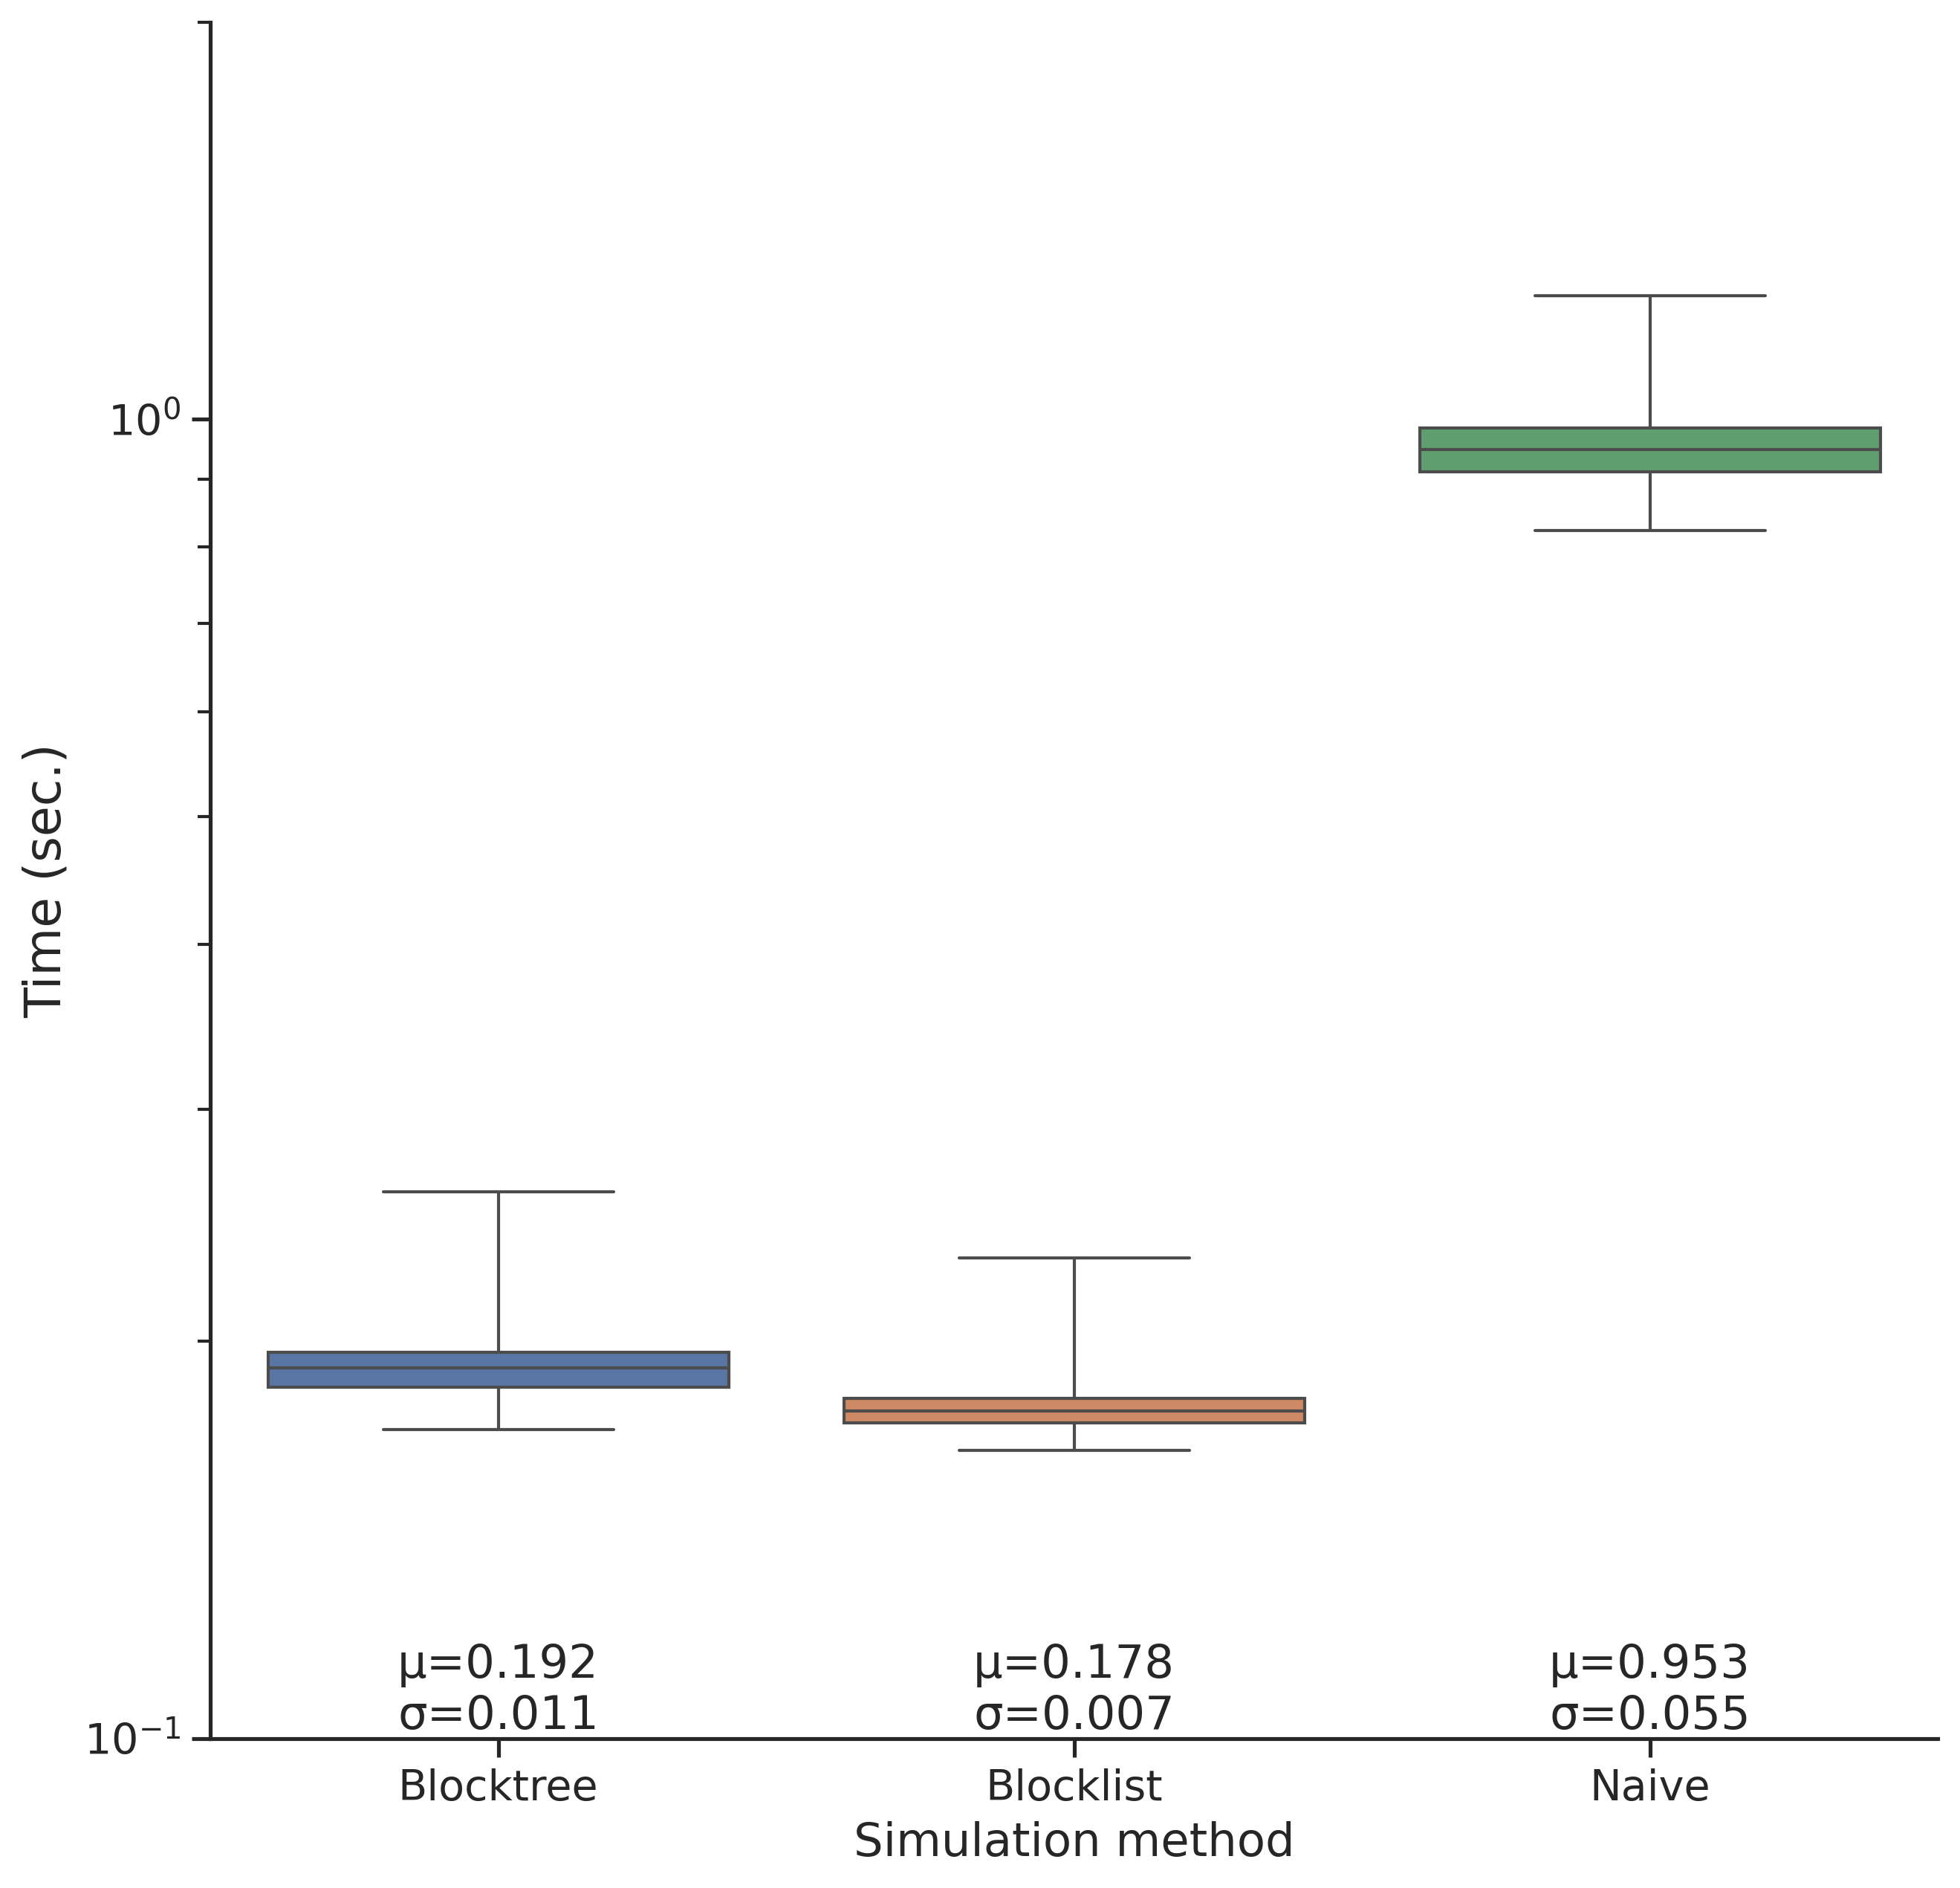 Time (sec.)
10⁰
10⁻¹
μ=0.192
σ=0.011
μ=0.178
σ=0.007
μ=0.953
σ=0.055
Blocktree
Blocklist
Naive
Simulation method